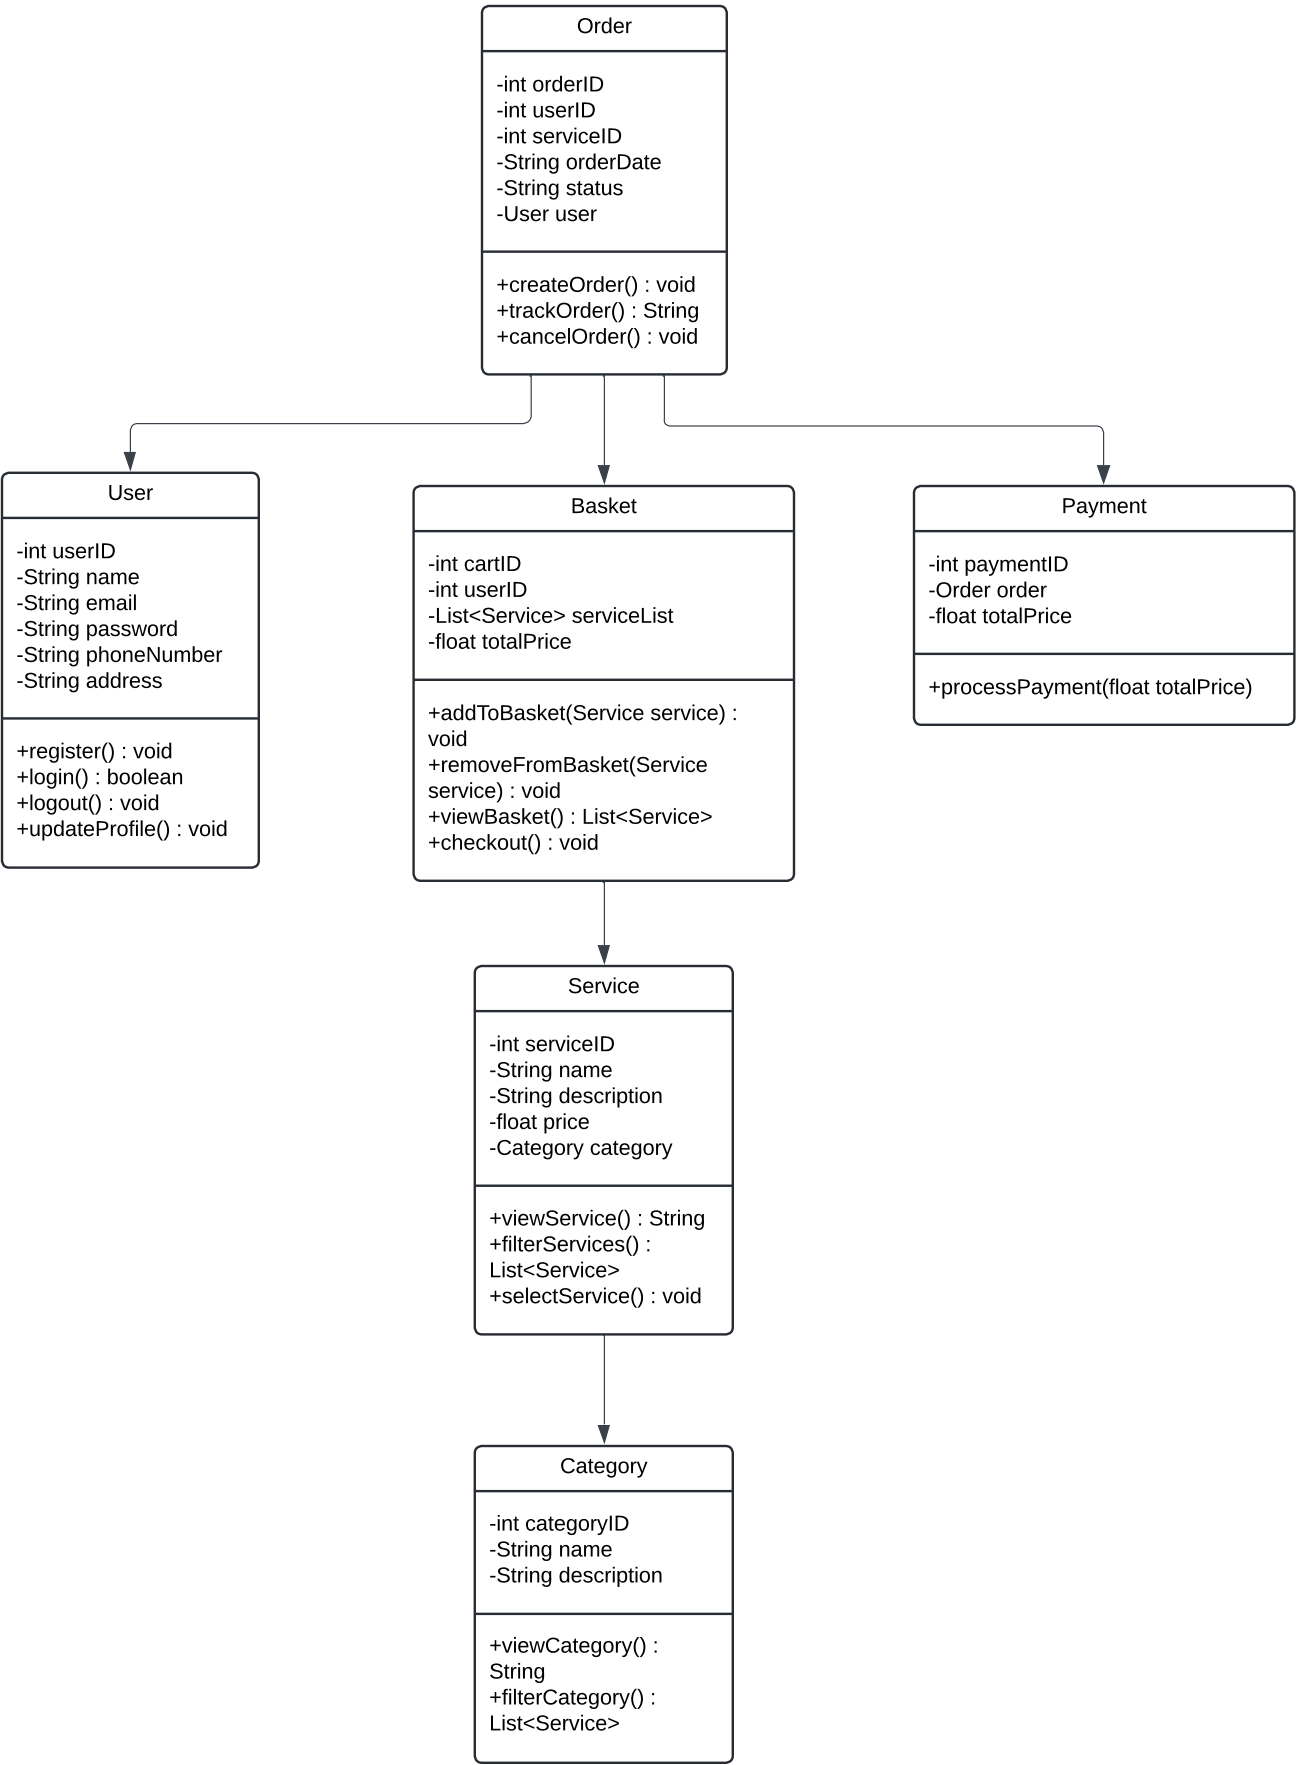 Order
-int orderID
-int userID
-int serviceID
-String orderDate
-String status
-User user
+createOrder() : void
+trackOrder() : String
+cancelOrder() : void
User
-int userID
-String name
-String email
-String password
-String phoneNumber
-String address
+register() : void
+login() : boolean
+logout() : void
+updateProfile() : void
Basket
-int cartID
-int userID
-List<Service> serviceList
-float totalPrice
+addToBasket(Service service) :
void
+removeFromBasket(Service
service) : void
+viewBasket() : List<Service>
+checkout() : void
Payment
-int paymentID
-Order order
-float totalPrice
+processPayment(float totalPrice)
Service
-int serviceID
-String name
-String description
-float price
-Category category
+viewService() : String
+filterServices() :
List<Service>
+selectService() : void
Category
-int categoryID
-String name
-String description
+viewCategory() :
String
+filterCategory() :
List<Service>